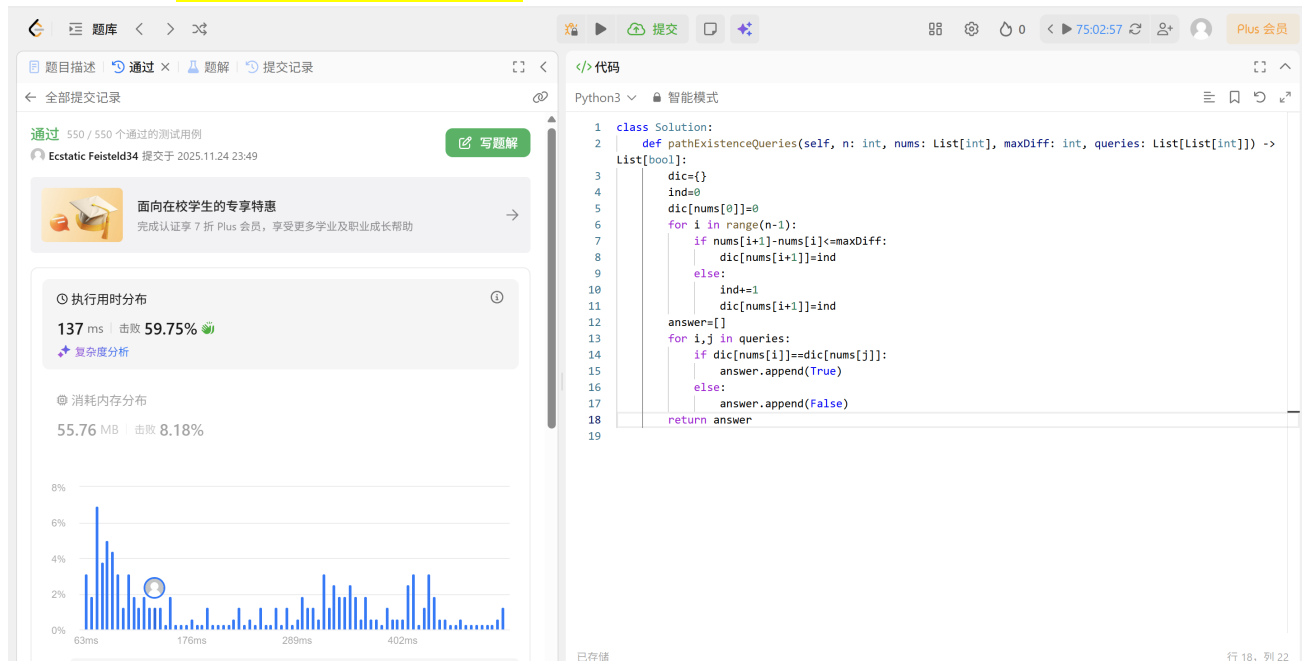 题库
提交
0
75:02:57
Plus 会员
题目描述
通过
题解
提交记录
全部提交记录
通过 550 / 550 个通过的测试用例
Ecstatic Feisteld34 提交于 2025.11.24 23:49
写题解
面向在校学生的专享特惠
完成认证享 7 折 Plus 会员，享受更多学业及职业成长帮助
执行用时分布
137 ms 击败 59.75%
复杂度分析
消耗内存分布
55.76 MB 击败 8.18%
8%
6%
4%
2%
0%
63ms 176ms 289ms 402ms
</> 代码
Python3 智能模式
1 class Solution:
2     def pathExistenceQueries(self, n: int, nums: List[int], maxDiff: int, queries: List[List[int]]) ->
List[bool]:
3         dic={}
4         ind=0
5         dic[nums[0]]=0
6         for i in range(n-1):
7             if nums[i+1]-nums[i]<=maxDiff:
8                 dic[nums[i+1]]=ind
9             else:
10                 ind+=1
11                 dic[nums[i+1]]=ind
12         answer=[]
13         for i,j in queries:
14             if dic[nums[i]]==dic[nums[j]]:
15                 answer.append(True)
16             else:
17                 answer.append(False)
18         return answer
19
已存储
行 18，列 22